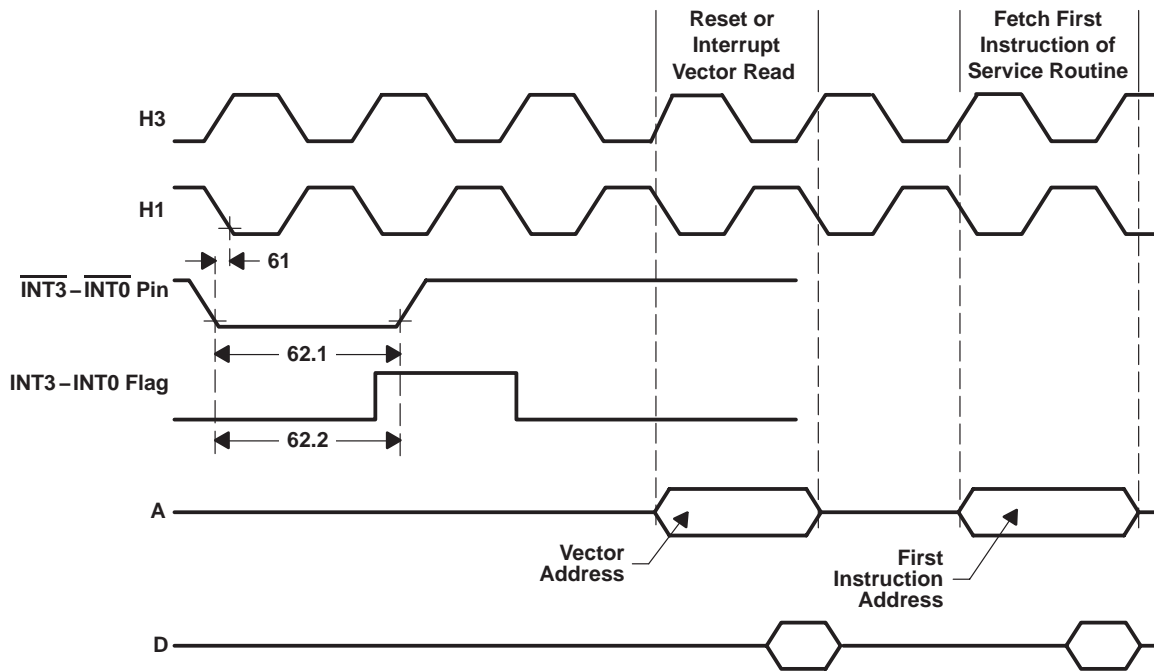 Reset or
Interrupt
Vector Read
Fetch First
Instruction of
Service Routine
H3
H1
61
INT3–INT0 Pin
62.1
INT3–INT0 Flag
62.2
A
Vector
Address
First
Instruction
Address
D